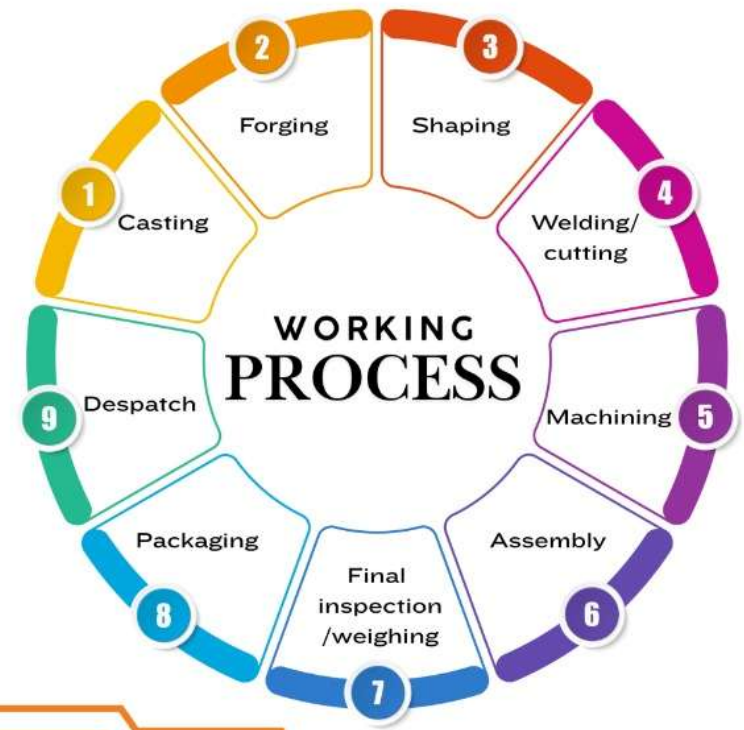 WORKING
PROCESS
1
Casting
2
Forging
3
Shaping
4
Welding/
cutting
5
Machining
6
Assembly
7
Final
inspection
/weighing
8
Packaging
9
Despatch